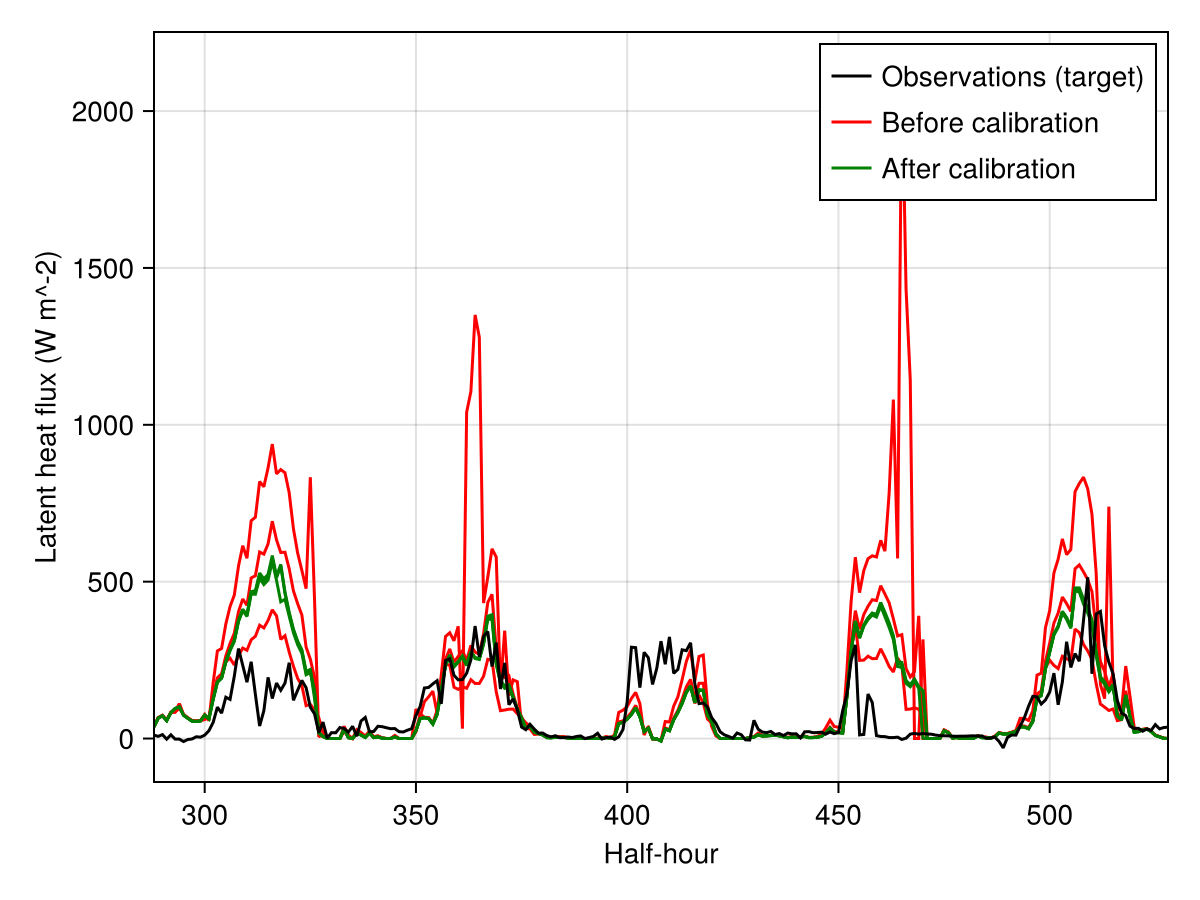 Observations (target)
Before calibration
After calibration
2000
1500
1000
500
0
Latent heat flux (W m^-2)
300
350
400
450
500
Half-hour